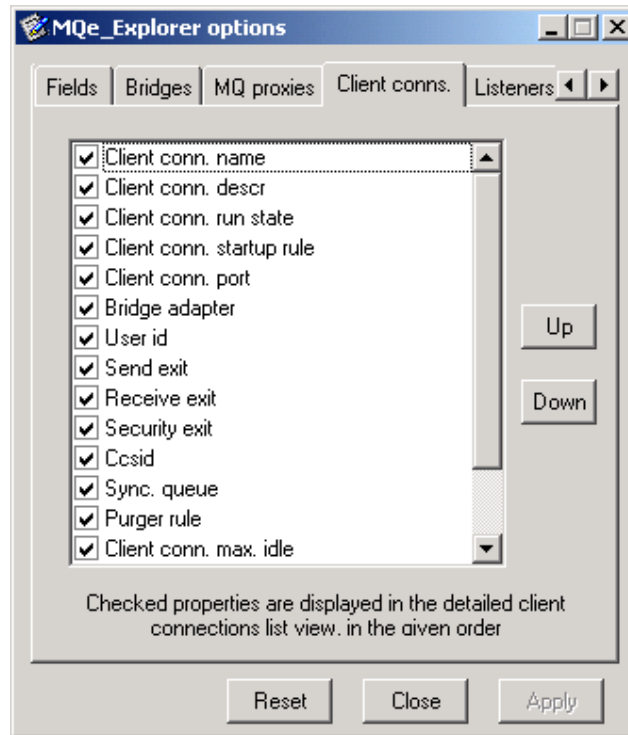 MQe_Explorer options
Fields Bridges MQ proxies Client conns. Listeners
Client conn. name
Client conn. descr
Client conn. run state
Client conn. startup rule
Client conn. port
Bridge adapter
User id
Send exit
Receive exit
Security exit
Ccsid
Sync. queue
Purger rule
Client conn. max. idle
Up
Down
Checked properties are displayed in the detailed client
connections list view, in the given order
Reset Close Apply